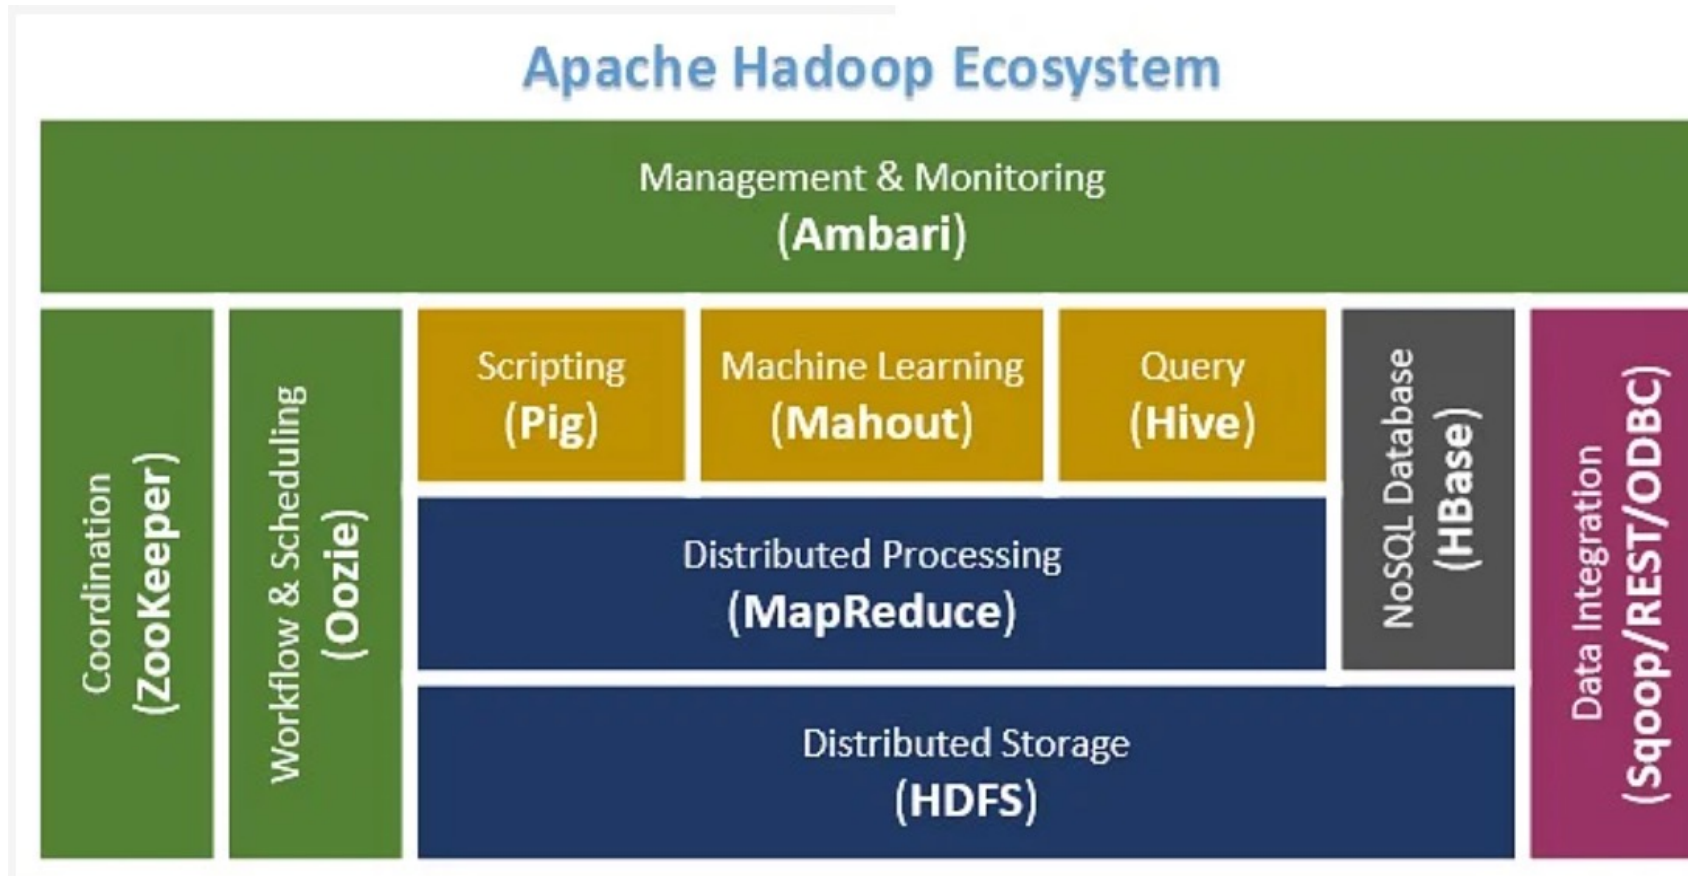 Apache Hadoop Ecosystem
Management & Monitoring
(Ambari)
Coordination
(ZooKeeper)
Workflow & Scheduling
(Oozie)
Scripting
(Pig)
Machine Learning
(Mahout)
Query
(Hive)
NoSQL Database
(HBase)
Data Integration
(Sqoop/REST/ODBC)
Distributed Processing
(MapReduce)
Distributed Storage
(HDFS)